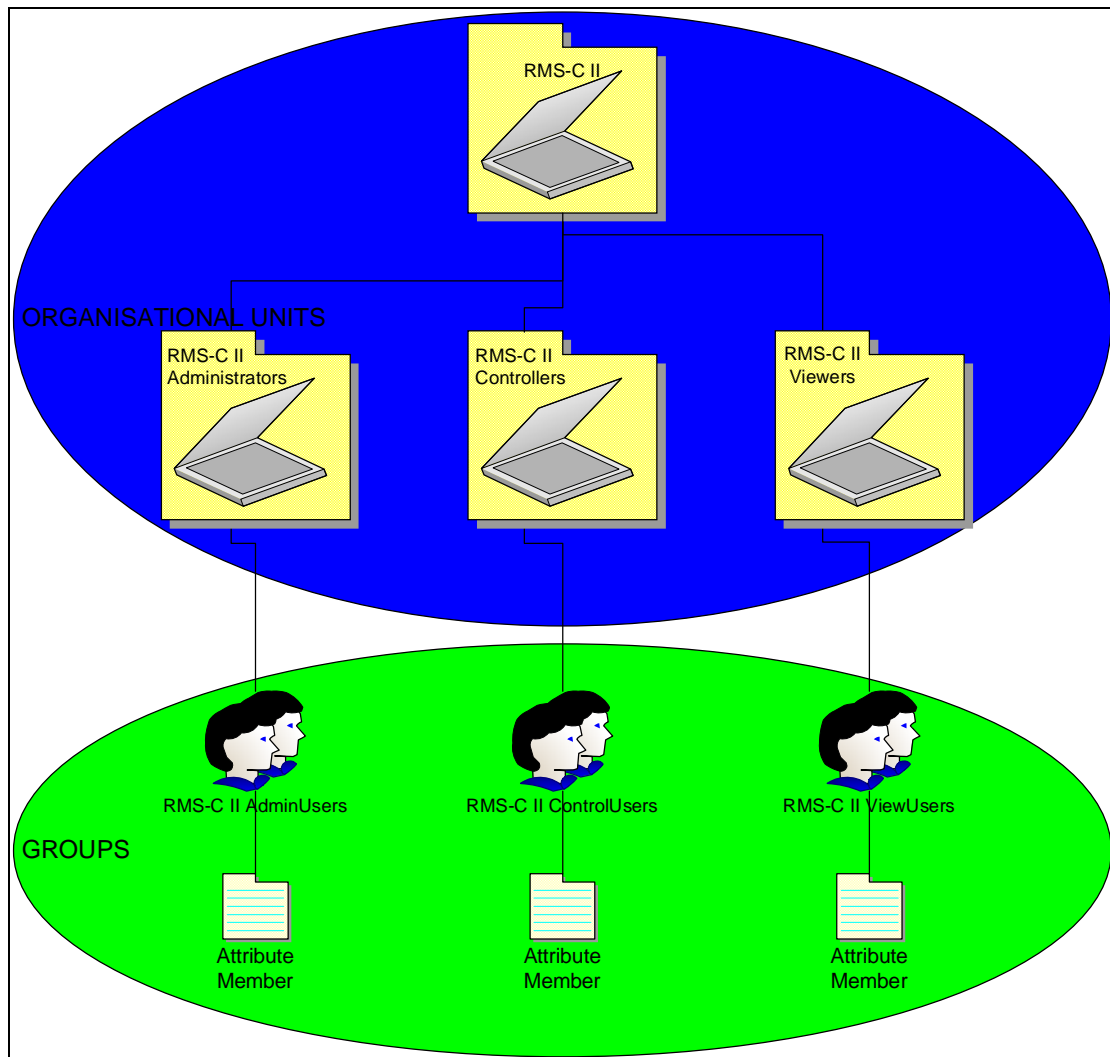 RMS-C II
ORGANISATIONAL UNITS
RMS-C II
Administrators
RMS-C II
Controllers
RMS-C II
Viewers
RMS-C II AdminUsers
RMS-C II ControlUsers
RMS-C II ViewUsers
GROUPS
Attribute
Member
Attribute
Member
Attribute
Member